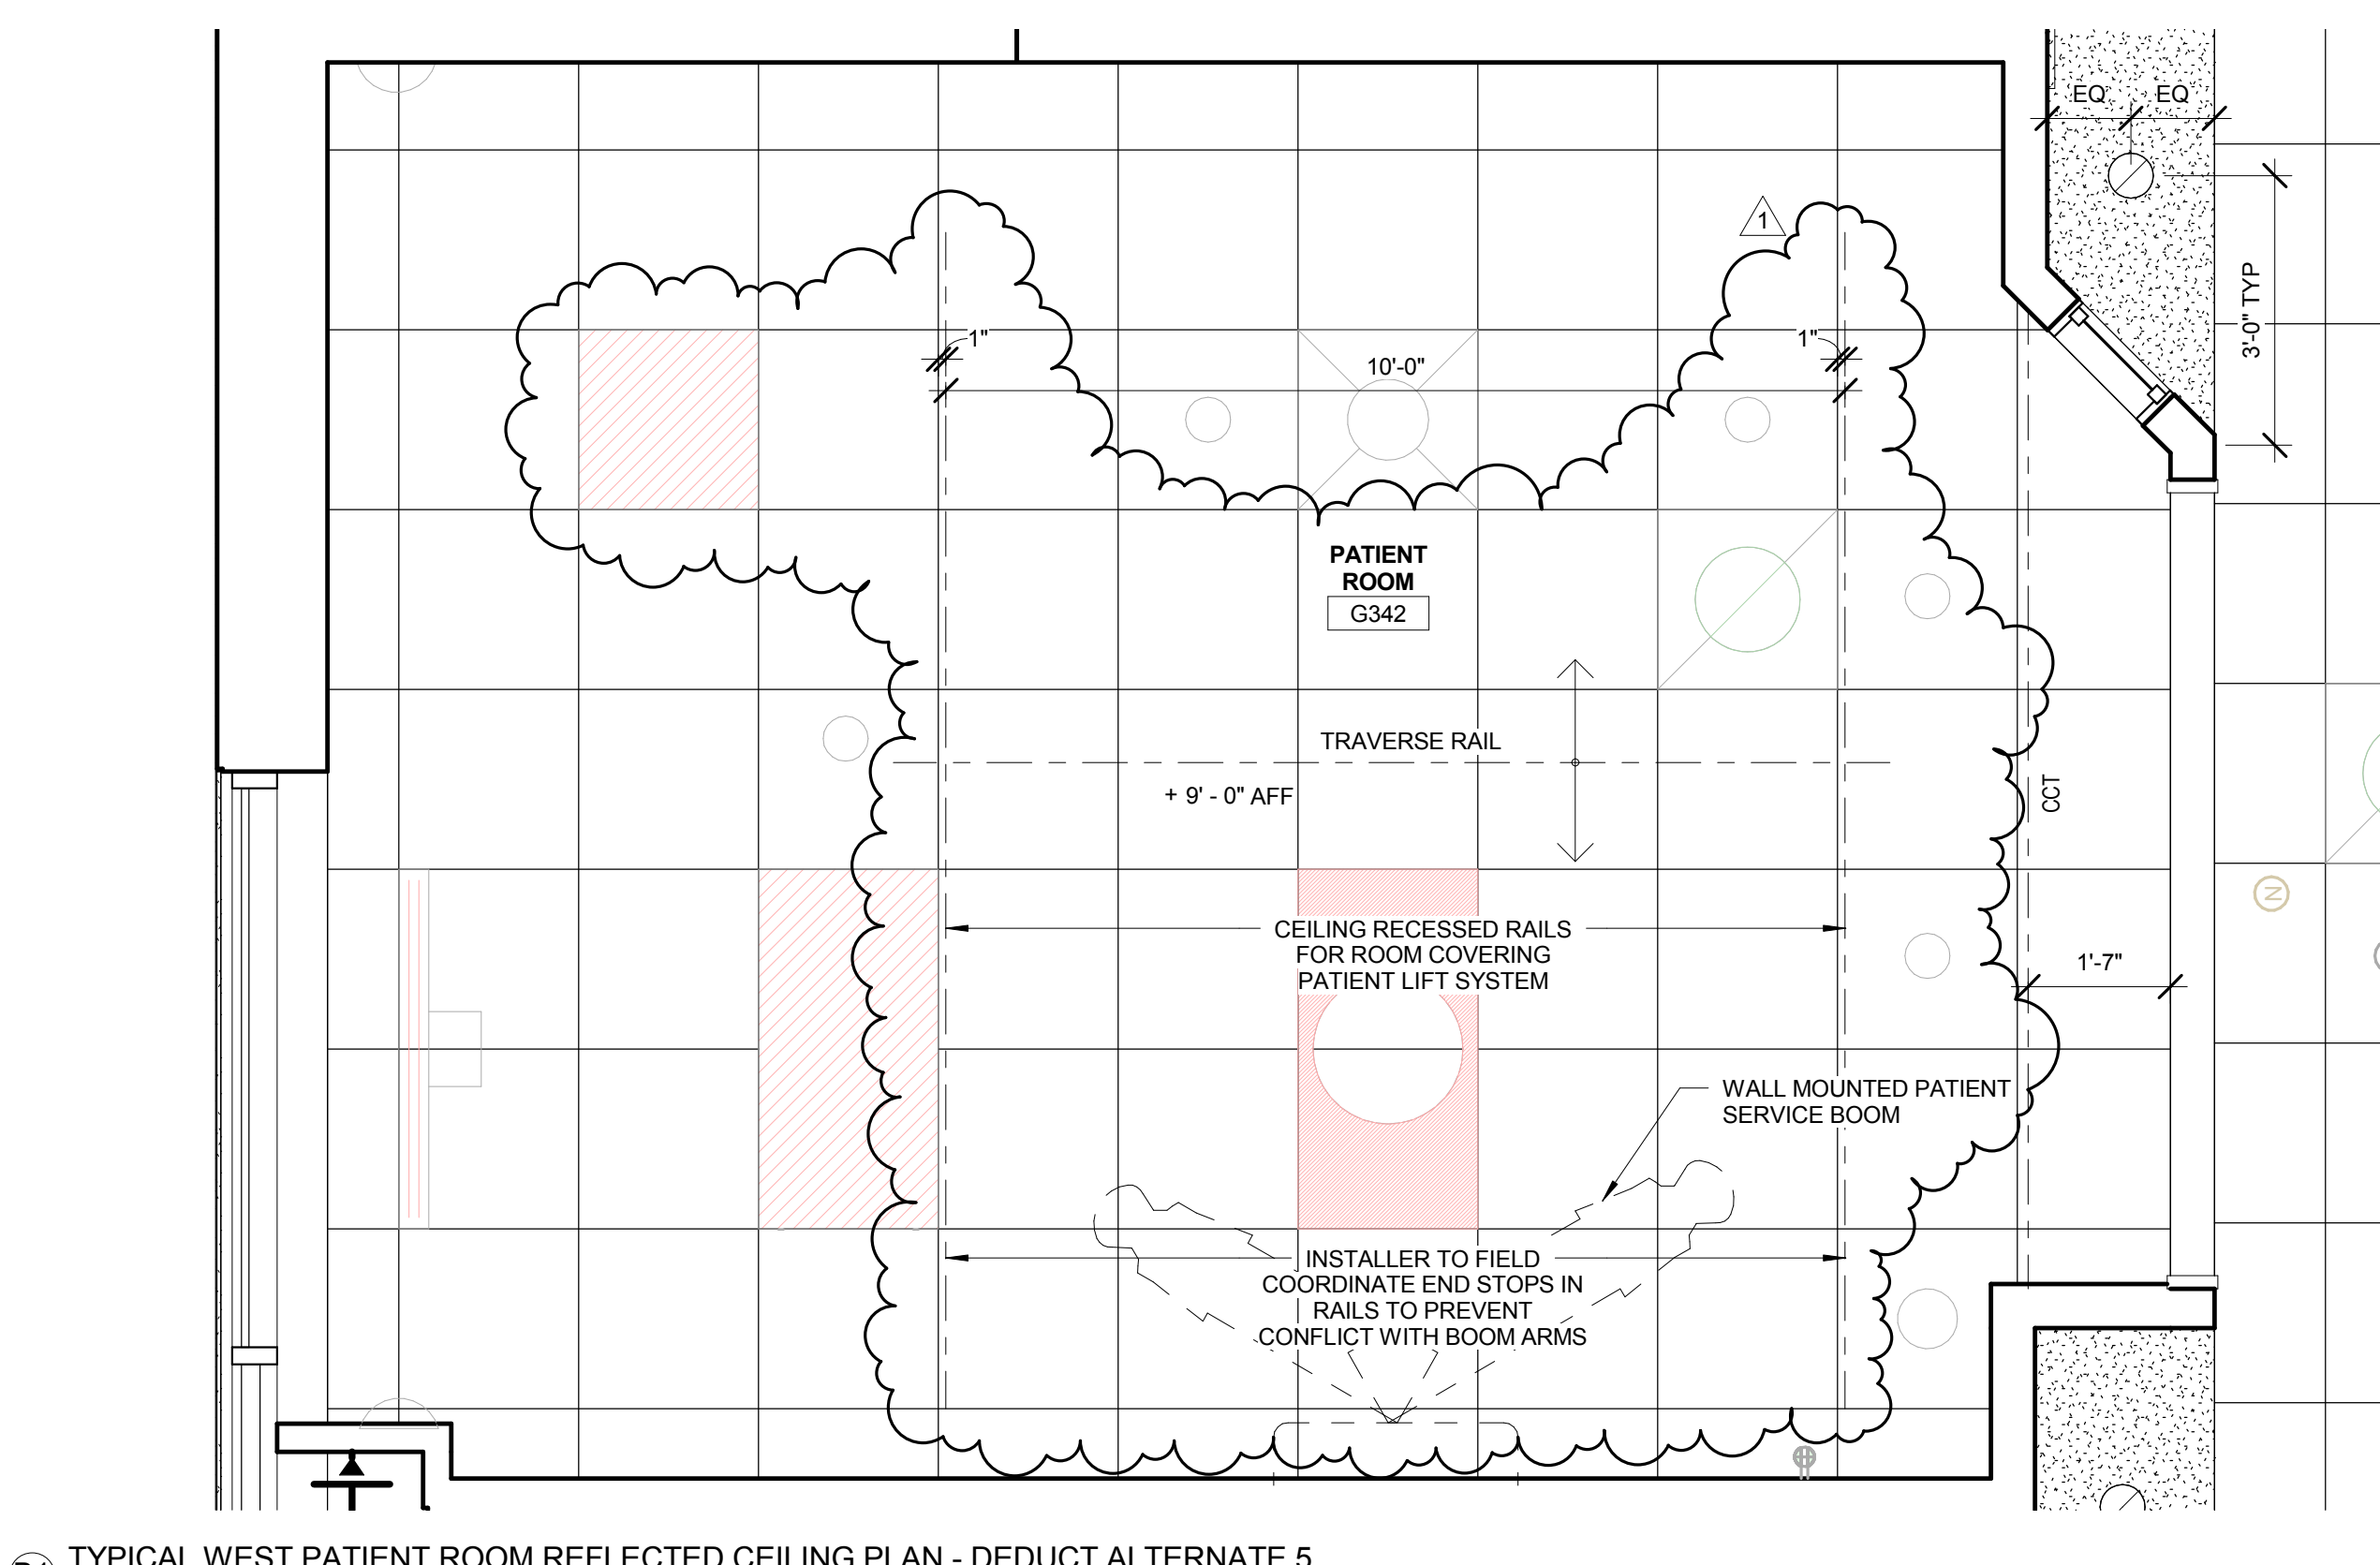 EQ EQ
1
3'-0" TYP
1"
1"
10'-0"
PATIENT
ROOM
G342
TRAVERSE RAIL
+ 9' - 0" AFF
CCT
N
CEILING RECESSED RAILS
FOR ROOM COVERING
PATIENT LIFT SYSTEM
1'-7"
WALL MOUNTED PATIENT
SERVICE BOOM
INSTALLER TO FIELD
COORDINATE END STOPS IN
RAILS TO PREVENT
CONFLICT WITH BOOM ARMS
TYPICAL WEST PATIENT ROOM REFLECTED CEILING PLAN - DEDUCT ALTERNATE 5